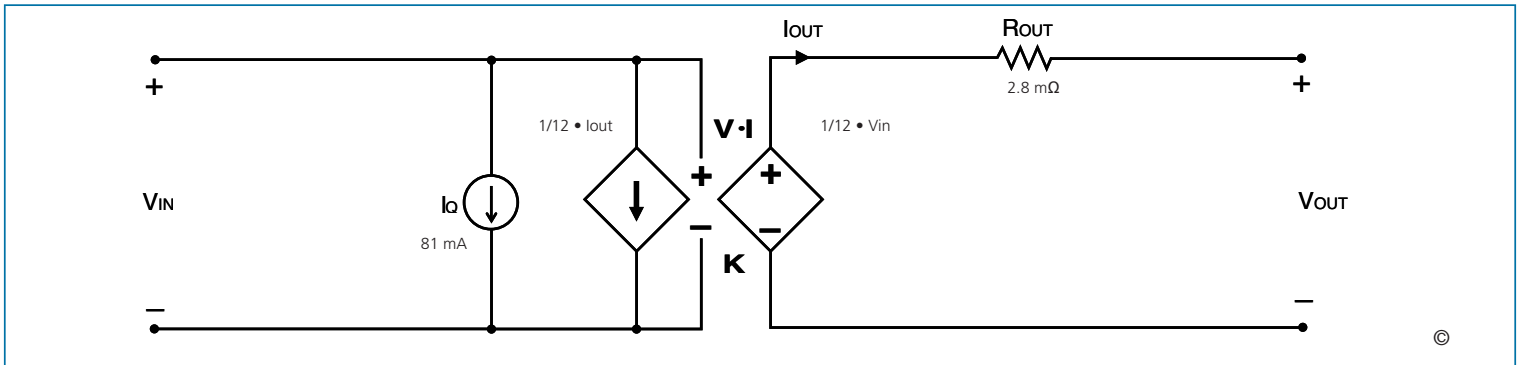 IOUT
ROUT
2.8 mΩ
+
+
1/12 • Iout
V•I
1/12 • Vin
+
+
VIN
IQ
VOUT
81 mA
–
–
K
–
–
©